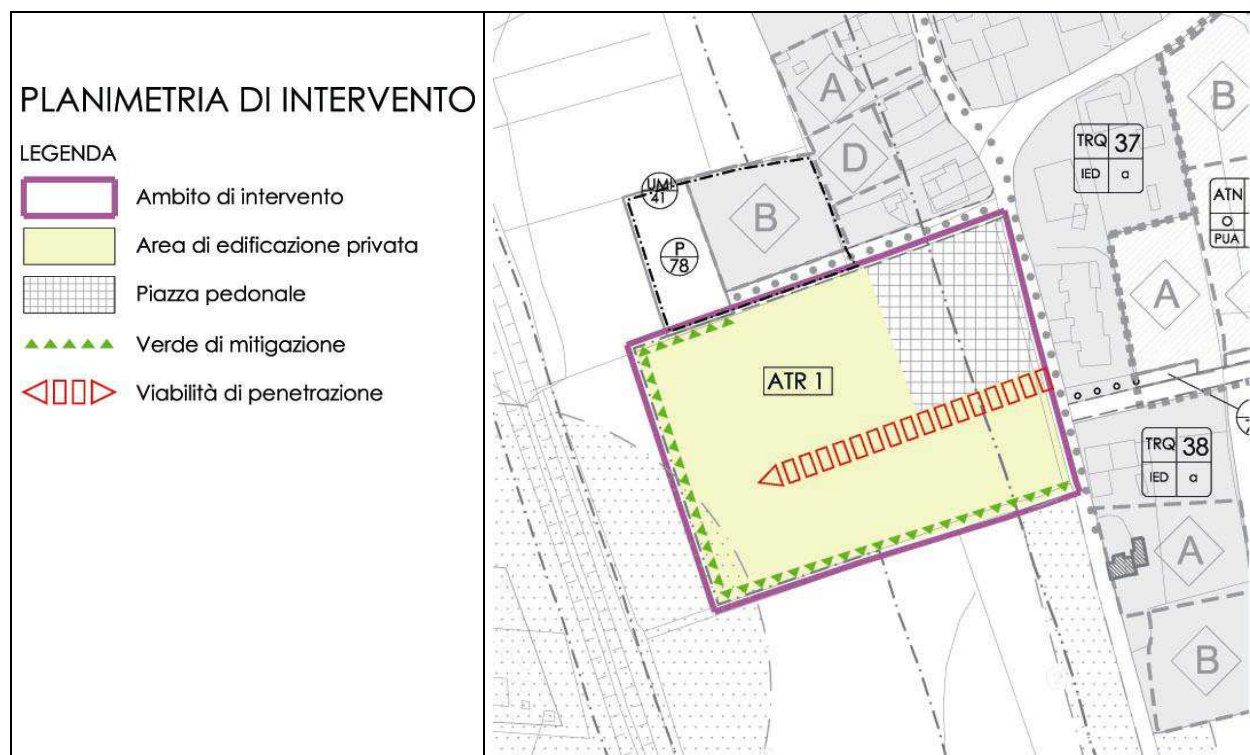 PLANIMETRIA DI INTERVENTO
LEGENDA
Ambito di intervento
Area di edificazione privata
Piazza pedonale
Verde di mitigazione
Viabilità di penetrazione
A
B
TRQ 37
IED a
D
UMI
41
ATN
O
PUA
B
P
78
A
ATR 1
TRQ 38
IED a
A
B